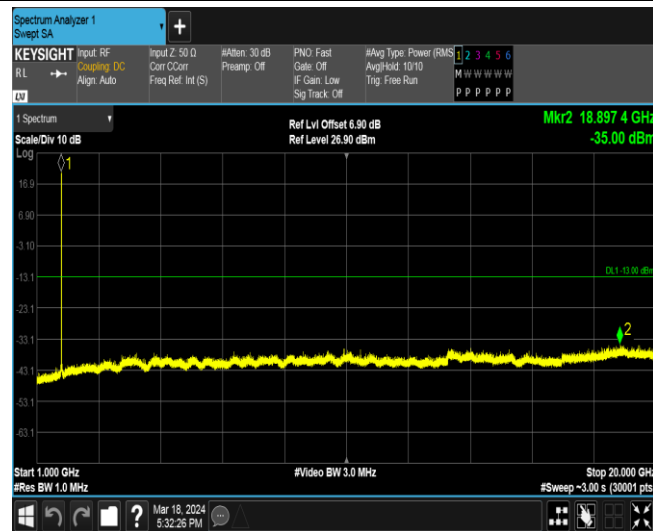 Spectrum Analyzer 1
Swept SA
+
KEYSIGHT
RL
LXI
Input: RF
Coupling: DC
Align: Auto
Input Z: 50 Ω
Corr CCorr
Freq Ref: Int (S)
#Atten: 30 dB
Preamp: Off
PNO: Fast
Gate: Off
IF Gain: Low
Sig Track: Off
#Avg Type: Power (RMS
Avg|Hold: 10/10
Trig: Free Run
1 2 3 4 5 6
M W W W W W
P P P P P P
1 Spectrum
Scale/Div 10 dB
Ref Lvl Offset 6.90 dB
Ref Level 26.90 dBm
Mkr2 18.897 4 GHz
-35.00 dBm
Log
1
16.9
6.90
-3.10
-13.1
DL1 -13.00 dBm
-23.1
-33.1
2
-43.1
-53.1
-63.1
Start 1.000 GHz
#Video BW 3.0 MHz
Stop 20.000 GHz
#Res BW 1.0 MHz
#Sweep ~3.00 s (30001 pts
?
Mar 18, 2024
5:32:26 PM